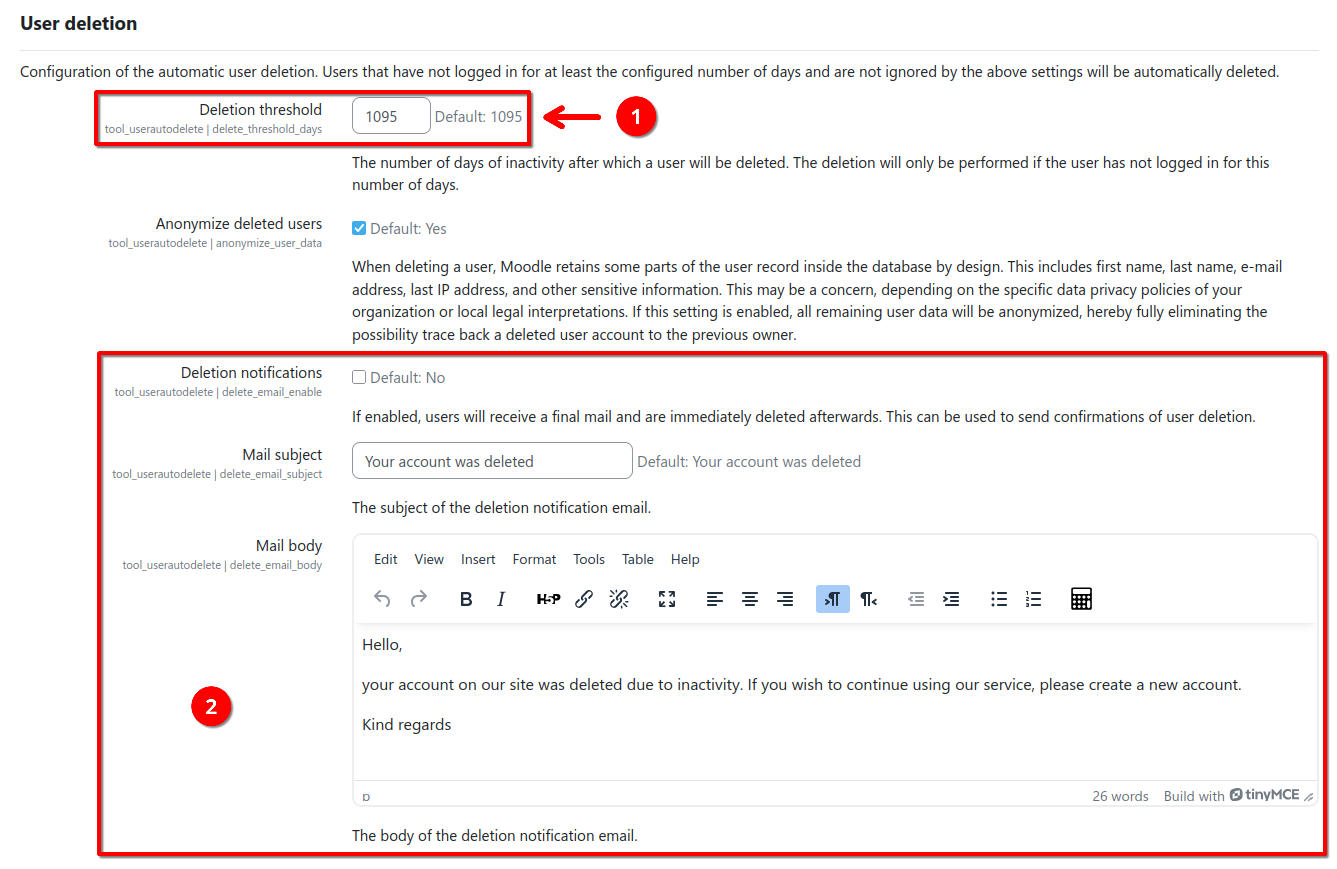 User deletion
Configuration of the automatic user deletion. Users that have not logged in for at least the configured number of days and are not ignored by the above settings will be automatically deleted.
Deletion threshold
tool_userautodelete | delete_threshold_days
1095 Default: 1095
1
The number of days of inactivity after which a user will be deleted. The deletion will only be performed if the user has not logged in for this
number of days.
Anonymize deleted users
tool_userautodelete | anonymize_user_data
Default: Yes
When deleting a user, Moodle retains some parts of the user record inside the database by design. This includes first name, last name, e-mail
address, last IP address, and other sensitive information. This may be a concern, depending on the specific data privacy policies of your
organization or local legal interpretations. If this setting is enabled, all remaining user data will be anonymized, hereby fully eliminating the
possibility trace back a deleted user account to the previous owner.
Deletion notifications
tool_userautodelete | delete_email_enable
Default: No
If enabled, users will receive a final mail and are immediately deleted afterwards. This can be used to send confirmations of user deletion.
Mail subject
tool_userautodelete | delete_email_subject
Your account was deleted Default: Your account was deleted
The subject of the deletion notification email.
Mail body
tool_userautodelete | delete_email_body
Edit View Insert Format Tools Table Help
B I H5P
Hello,
your account on our site was deleted due to inactivity. If you wish to continue using our service, please create a new account.
Kind regards
2
p 26 words Build with tinyMCE
The body of the deletion notification email.